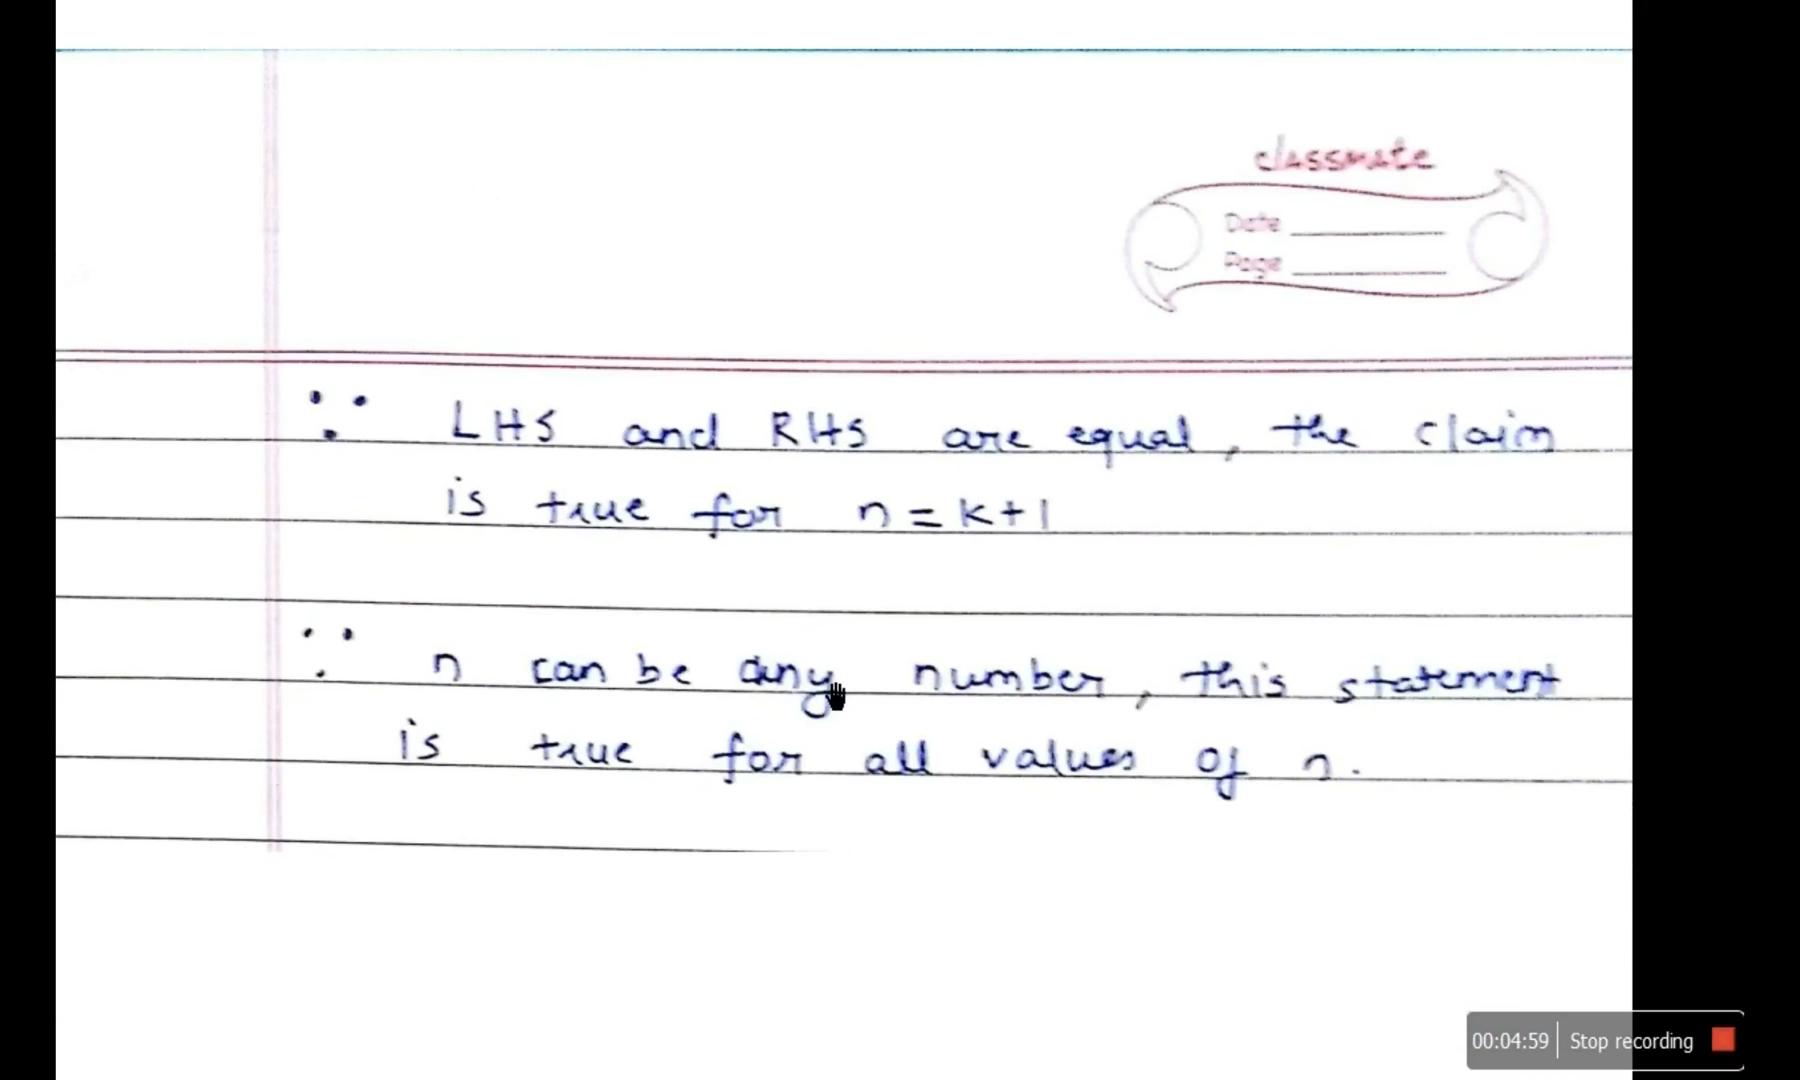 classmate
Date
Page
∵ LHS and RHS are equal, the claim
is true for n = k+1
∵ n can be any number, this statement
is true for all values of n.
00:04:59 Stop recording